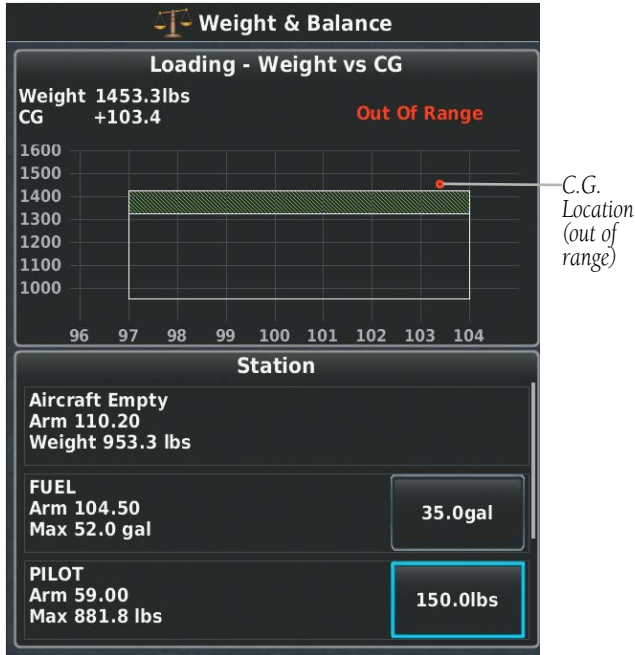 Weight & Balance
Loading - Weight vs CG
Weight 1453.3lbs
CG +103.4
Out Of Range
1600
1500
1400
1300
1200
1100
1000
96 97 98 99 100 101 102 103 104
C.G.
Location
(out of
range)
Station
Aircraft Empty
Arm 110.20
Weight 953.3 lbs
FUEL
Arm 104.50
Max 52.0 gal
35.0gal
PILOT
Arm 59.00
Max 881.8 lbs
150.0lbs